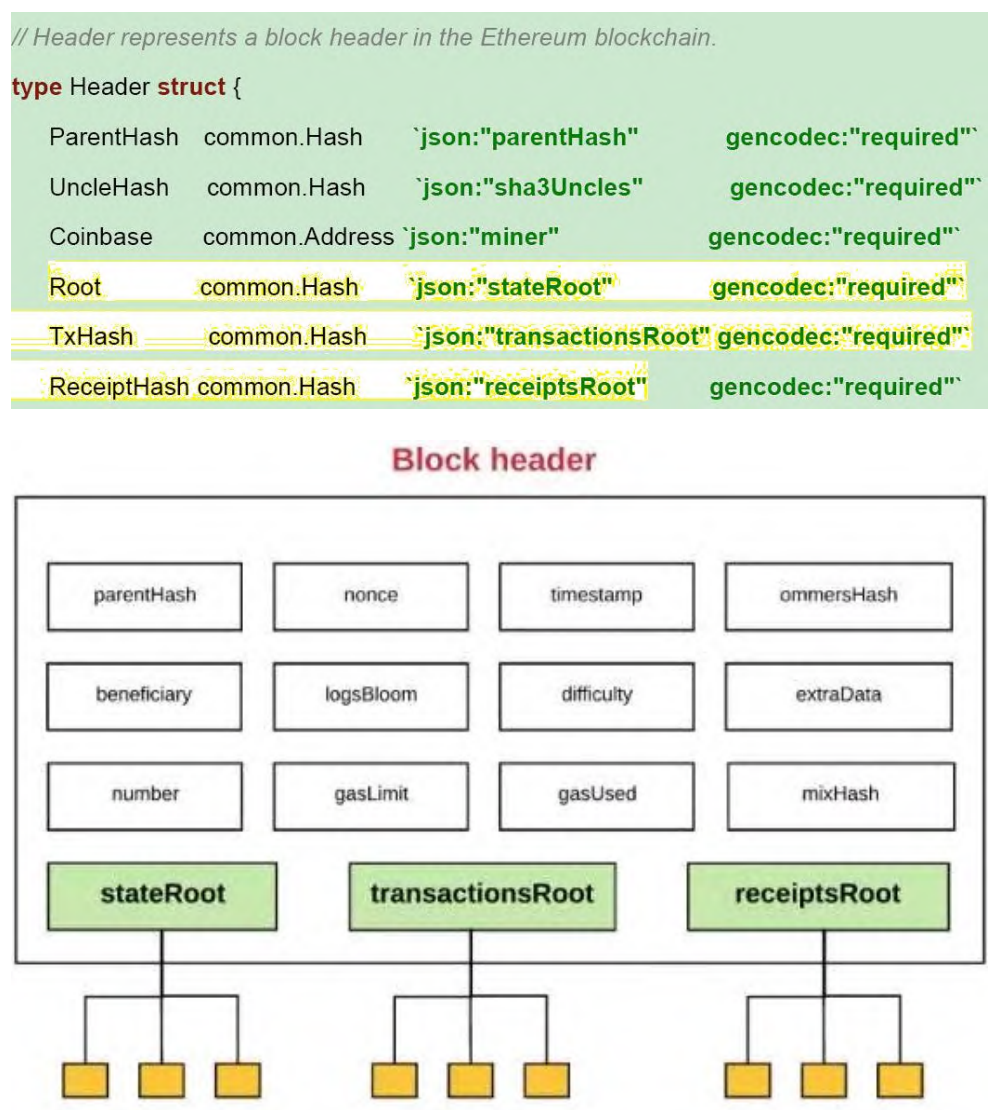 // Header represents a block header in the Ethereum blockchain.
type Header struct {
ParentHash common.Hash `json:"parentHash" gencodec:"required"`
UncleHash common.Hash `json:"sha3Uncles" gencodec:"required"`
Coinbase common.Address `json:"miner" gencodec:"required"`
Root common.Hash `json:"stateRoot" gencodec:"required"`
TxHash common.Hash `json:"transactionsRoot" gencodec:"required"`
ReceiptHash common.Hash `json:"receiptsRoot" gencodec:"required"`
Block header
parentHash nonce timestamp ommersHash
beneficiary logsBloom difficulty extraData
number gasLimit gasUsed mixHash
stateRoot transactionsRoot receiptsRoot